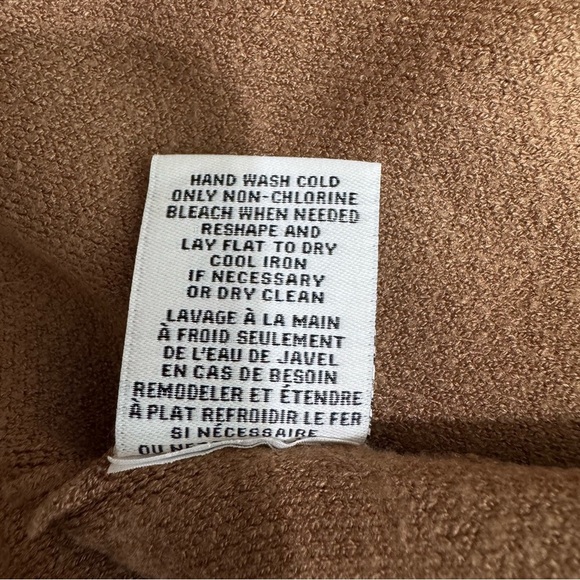 HAND WASH COLD
ONLY NON-CHLORINE
BLEACH WHEN NEEDED
RESHAPE AND
LAY FLAT TO DRY
COOL IRON
IF NECESSARY
OR DRY CLEAN
LAVAGE À LA MAIN
À FROID SEULEMENT
DE L'EAU DE JAVEL
EN CAS DE BESOIN
REMODELER ET ÉTENDRE
À PLAT REFROIDIR LE FER
SI NÉCESSAIRE
OU